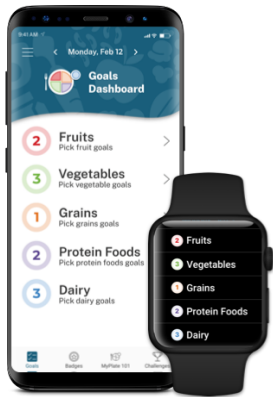 9:41 AM
Monday, Feb 12
Goals
Dashboard
2
Fruits
Pick fruit goals
3
Vegetables
Pick vegetable goals
1
Grains
Pick grains goals
2
Protein Foods
Pick protein foods goals
3
Dairy
Pick dairy goals
Goals
Badges
MyPlate 101
Challenges
2 Fruits
3 Vegetables
1 Grains
2 Protein Foods
3 Dairy